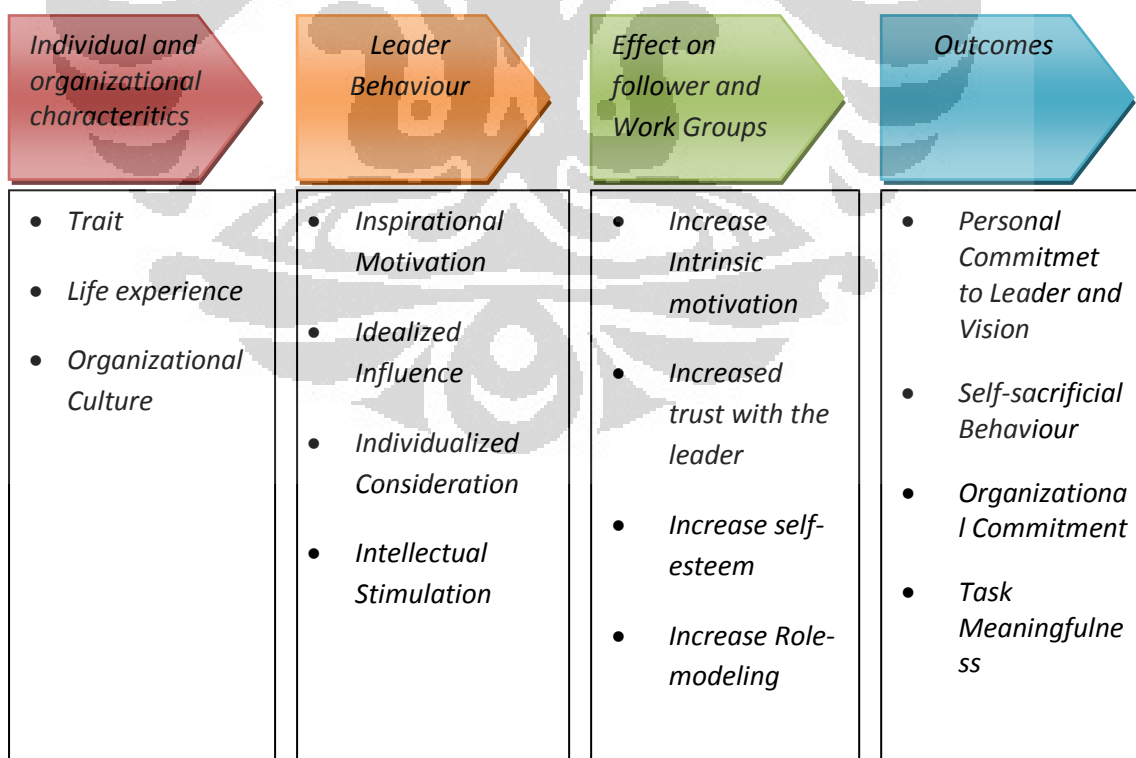 Individual and
organizational
characteritics
Leader
Behaviour
Effect on
follower and
Work Groups
Outcomes
• Trait
• Life experience
• Organizational
Culture
• Inspirational
Motivation
• Idealized
Influence
• Individualized
Consideration
• Intellectual
Stimulation
• Increase
Intrinsic
motivation
• Increased
trust with the
leader
• Increase self-
esteem
• Increase Role-
modeling
• Personal
Commitmet
to Leader and
Vision
• Self-sacrificial
Behaviour
• Organizationa
l Commitment
• Task
Meaningfulne
ss